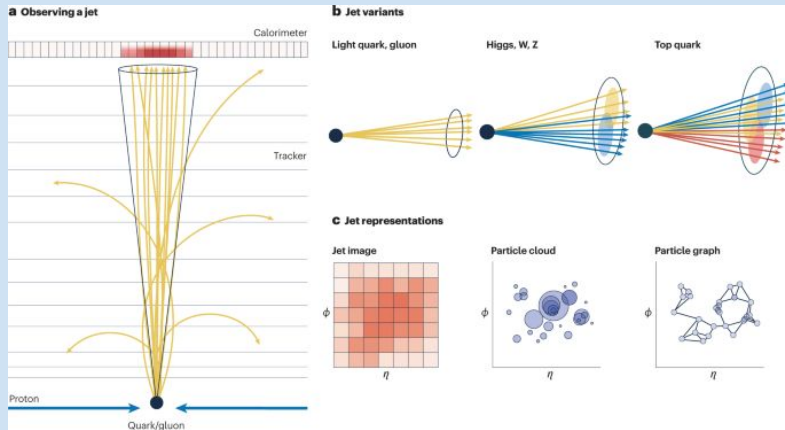 a Observing a jet
Calorimeter
Tracker
Proton
Quark/gluon
b Jet variants
Light quark, gluon
Higgs, W, Z
Top quark
c Jet representations
Jet image
Particle cloud
Particle graph
ϕ
ϕ
ϕ
η
η
η